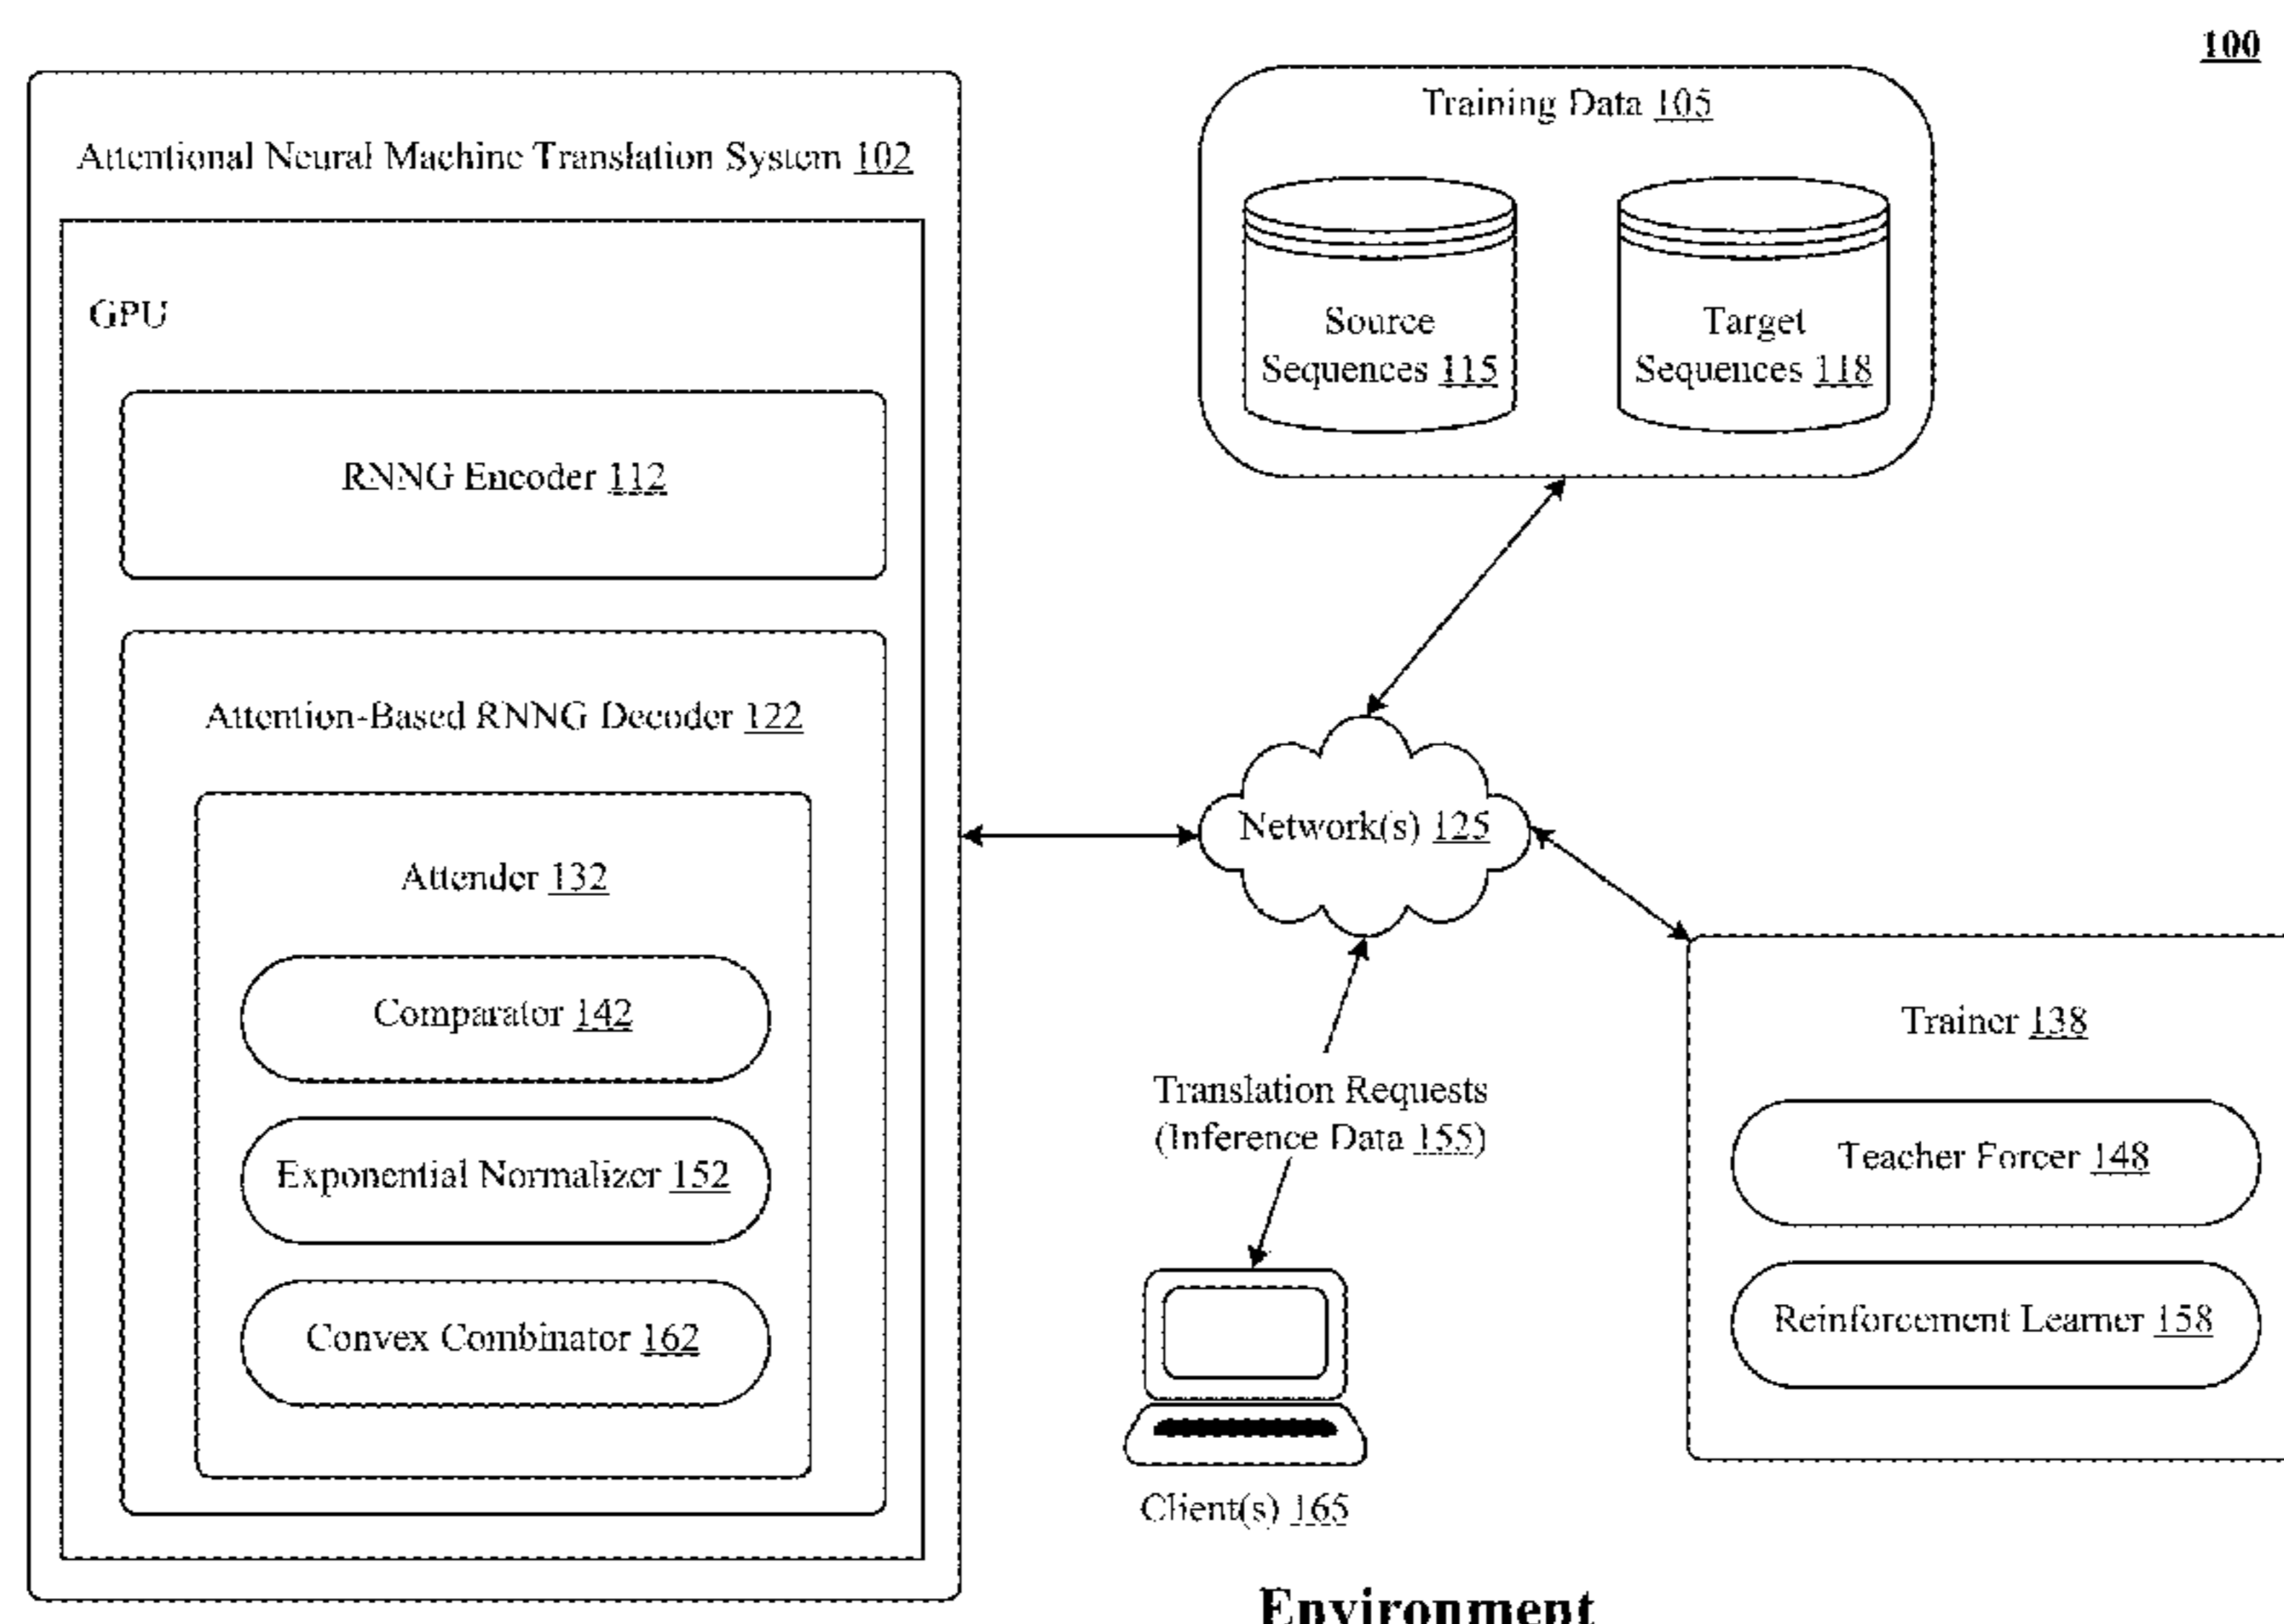 100
Attentional Neural Machine Translation System 102
GPU
RNNG Encoder 112
Attention-Based RNNG Decoder 122
Attender 132
Comparator 142
Exponential Normalizer 152
Convex Combinator 162
Training Data 105
Source
Sequences 115
Target
Sequences 118
Network(s) 125
Translation Requests
(Inference Data 155)
Client(s) 165
Trainer 138
Teacher Forcer 148
Reinforcement Learner 158
Environment